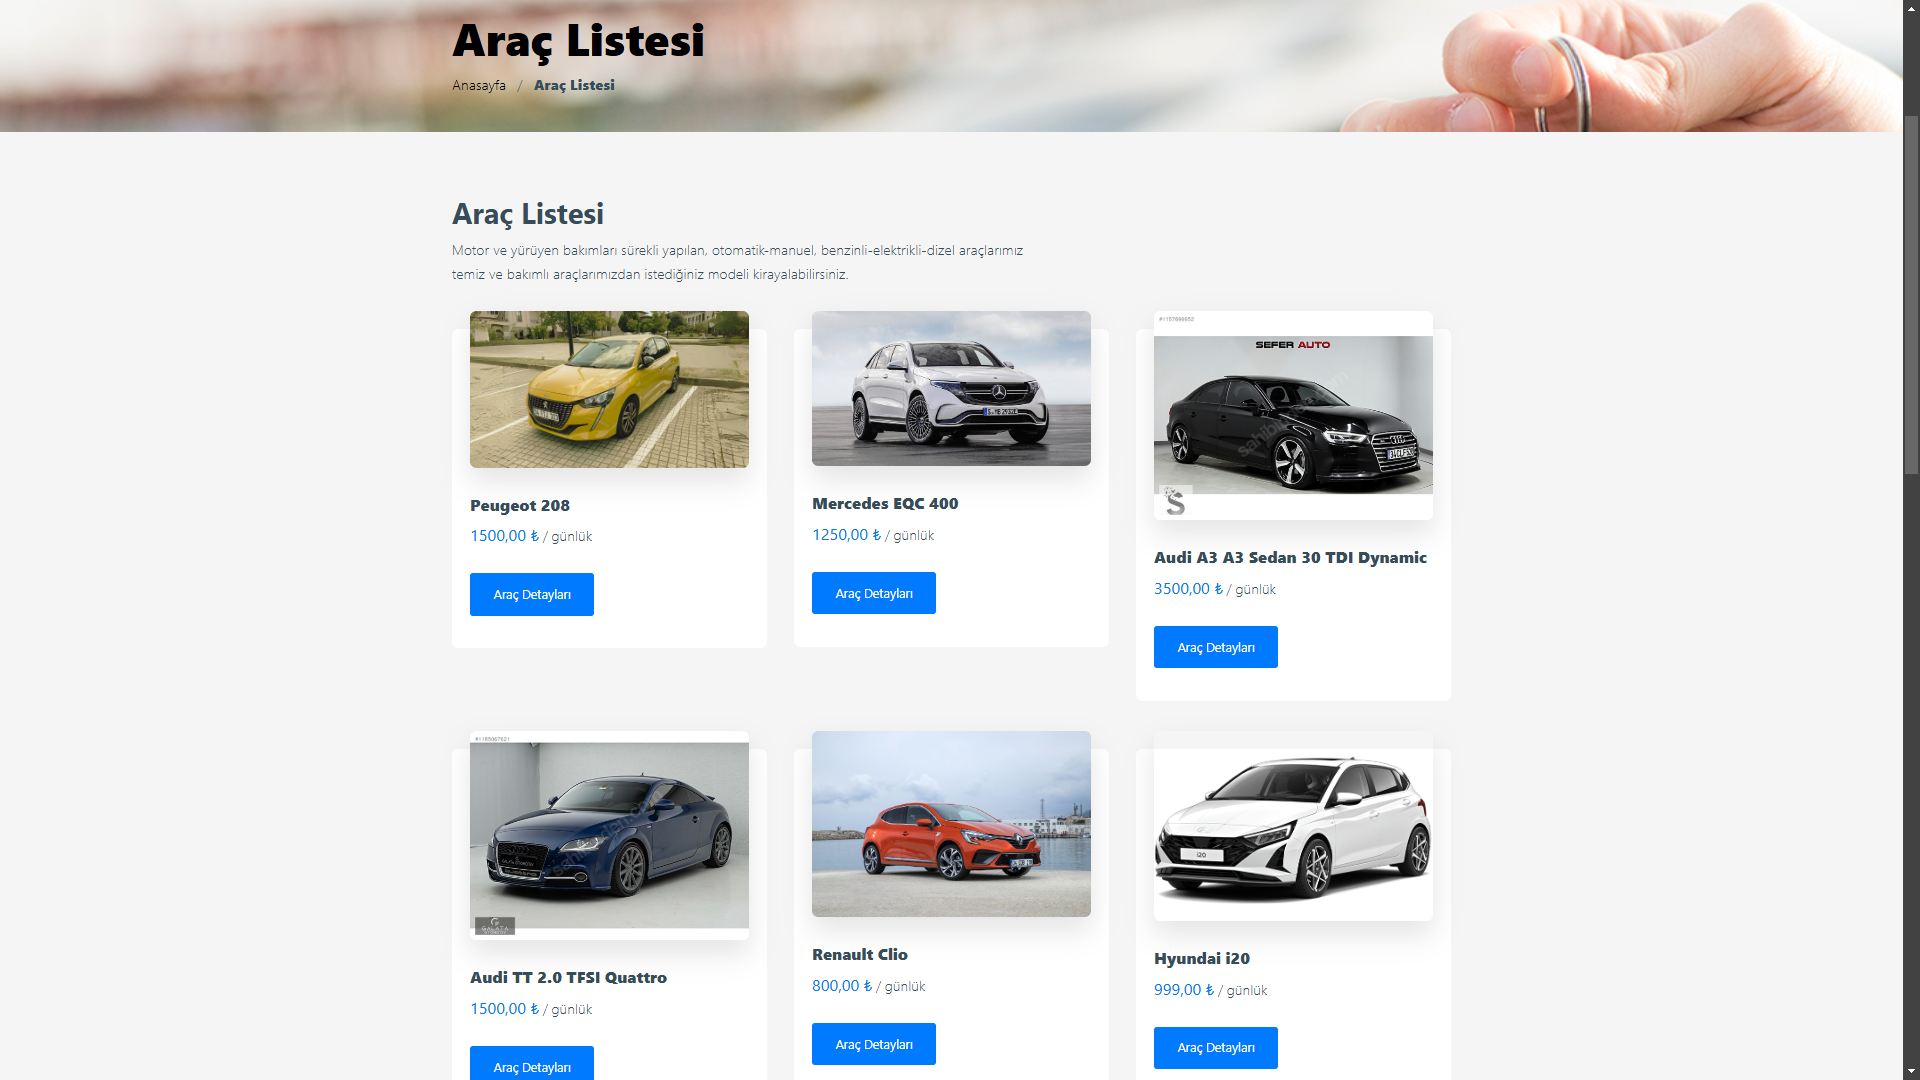 Araç Listesi
Anasayfa / Araç Listesi
Araç Listesi
Motor ve yürüyen bakımları sürekli yapılan, otomatik-manuel, benzinli-elektrikli-dizel araçlarımız
temiz ve bakımlı araçlarımızdan istediğiniz modeli kirayalabilirsiniz.
Peugeot 208
1500,00 ₺ / günlük
Araç Detayları
Mercedes EQC 400
1250,00 ₺ / günlük
Araç Detayları
SEFER AUTO
S
Audi A3 A3 Sedan 30 TDI Dynamic
3500,00 ₺ / günlük
Araç Detayları
GALATA
Audi TT 2.0 TFSI Quattro
1500,00 ₺ / günlük
Araç Detayları
Renault Clio
800,00 ₺ / günlük
Araç Detayları
i20
Hyundai i20
999,00 ₺ / günlük
Araç Detayları